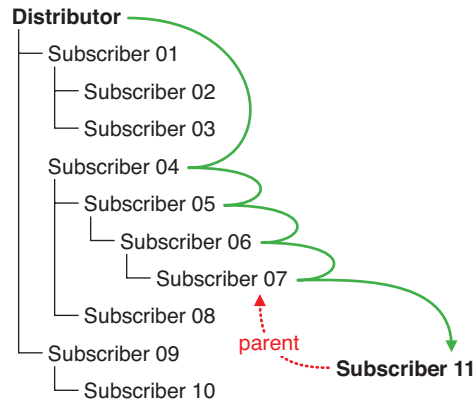 Distributor
Subscriber 01
Subscriber 02
Subscriber 03
Subscriber 04
Subscriber 05
Subscriber 06
Subscriber 07
Subscriber 08
parent
Subscriber 09
Subscriber 11
Subscriber 10